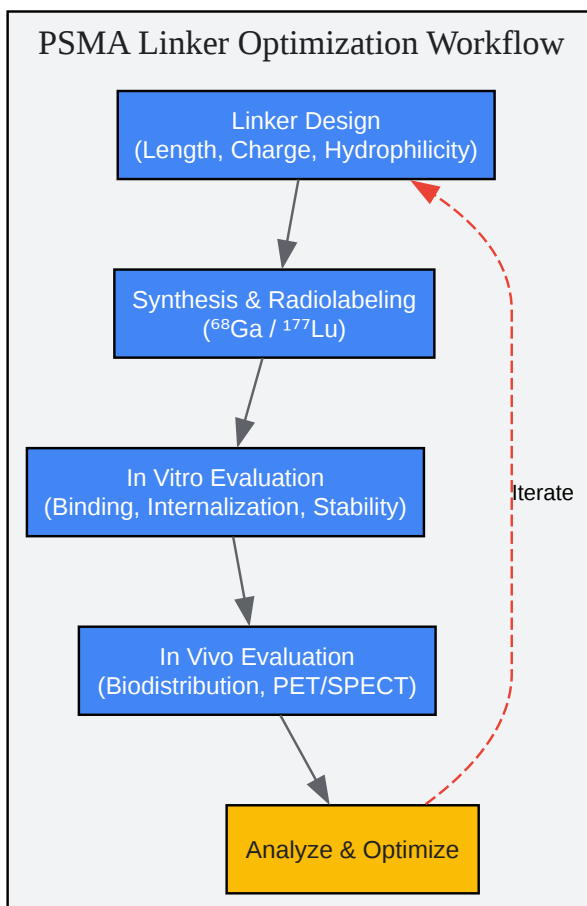 PSMA Linker Optimization Workflow
Linker Design
(Length, Charge, Hydrophilicity)
Synthesis & Radiolabeling
(⁶⁸Ga / ¹⁷⁷Lu)
In Vitro Evaluation
(Binding, Internalization, Stability)
Iterate
In Vivo Evaluation
(Biodistribution, PET/SPECT)
Analyze & Optimize